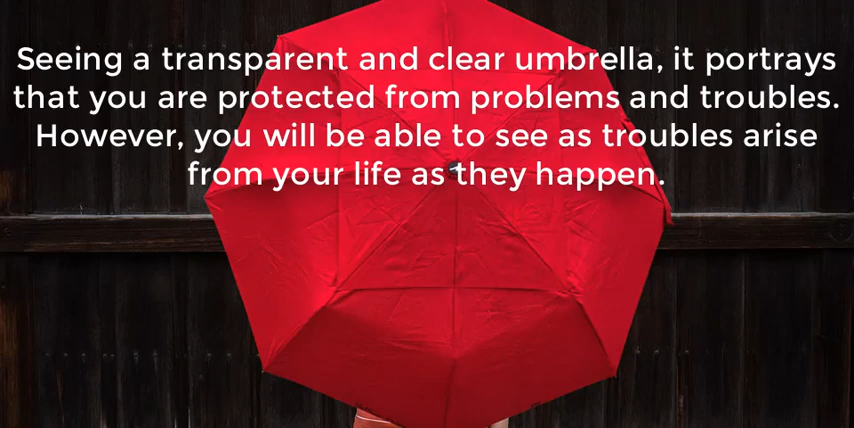 Seeing a transparent and clear umbrella, it portrays
that you are protected from problems and troubles.
However, you will be able to see as troubles arise
from your life as they happen.